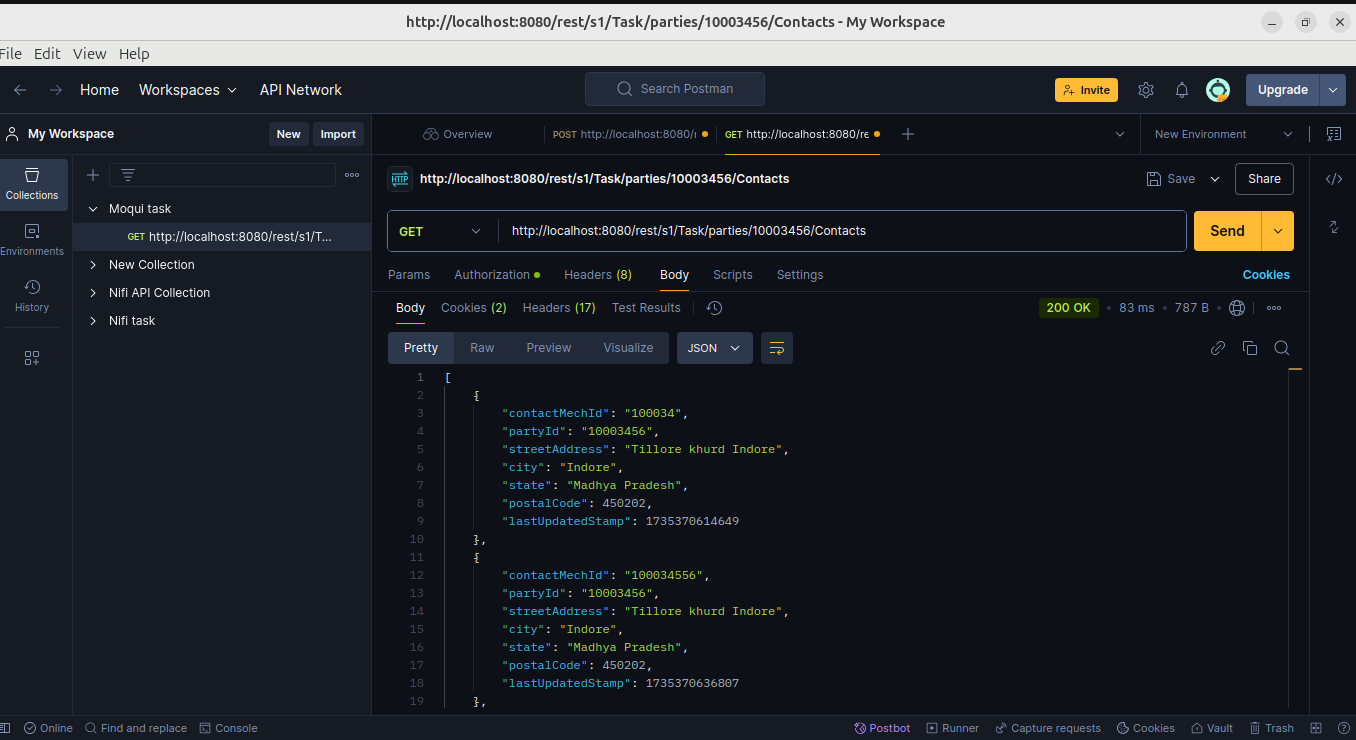 http://localhost:8080/rest/s1/Task/parties/10003456/Contacts - My Workspace
File Edit View Help
Home Workspaces API Network Search Postman Invite Upgrade
My Workspace New Import Overview POST http://localhost:8080/r GET http://localhost:8080/re New Environment
Collections
Environments
History
Moqui task
GET http://localhost:8080/rest/s1/T...
New Collection
Nifi API Collection
Nifi task
HTTP http://localhost:8080/rest/s1/Task/parties/10003456/Contacts Save Share
GET http://localhost:8080/rest/s1/Task/parties/10003456/Contacts Send
Params Authorization Headers (8) Body Scripts Settings Cookies
Body Cookies (2) Headers (17) Test Results 200 OK • 83 ms • 787 B •
Pretty Raw Preview Visualize JSON
1 [
2 {
3 "contactMechId": "100034",
4 "partyId": "10003456",
5 "streetAddress": "Tillore khurd Indore",
6 "city": "Indore",
7 "state": "Madhya Pradesh",
8 "postalCode": 450202,
9 "lastUpdatedStamp": 1735370614649
10 },
11 {
12 "contactMechId": "100034556",
13 "partyId": "10003456",
14 "streetAddress": "Tillore khurd Indore",
15 "city": "Indore",
16 "state": "Madhya Pradesh",
17 "postalCode": 450202,
18 "lastUpdatedStamp": 1735370636807
19 },
Online Find and replace Console Postbot Runner Capture requests Cookies Vault Trash